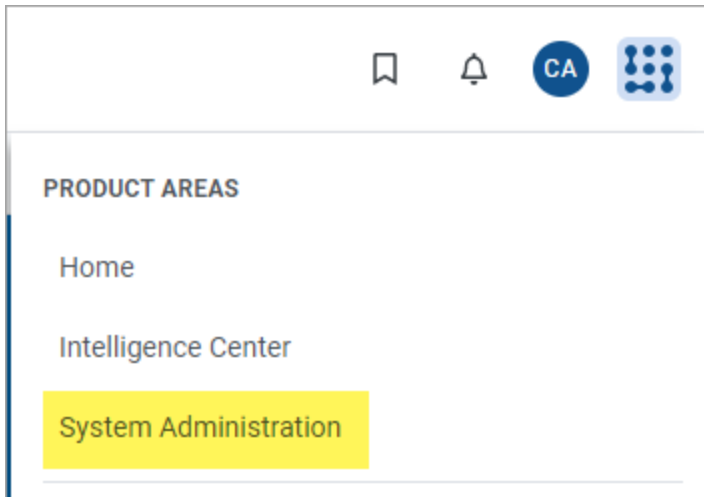 CA
PRODUCT AREAS
Home
Intelligence Center
System Administration